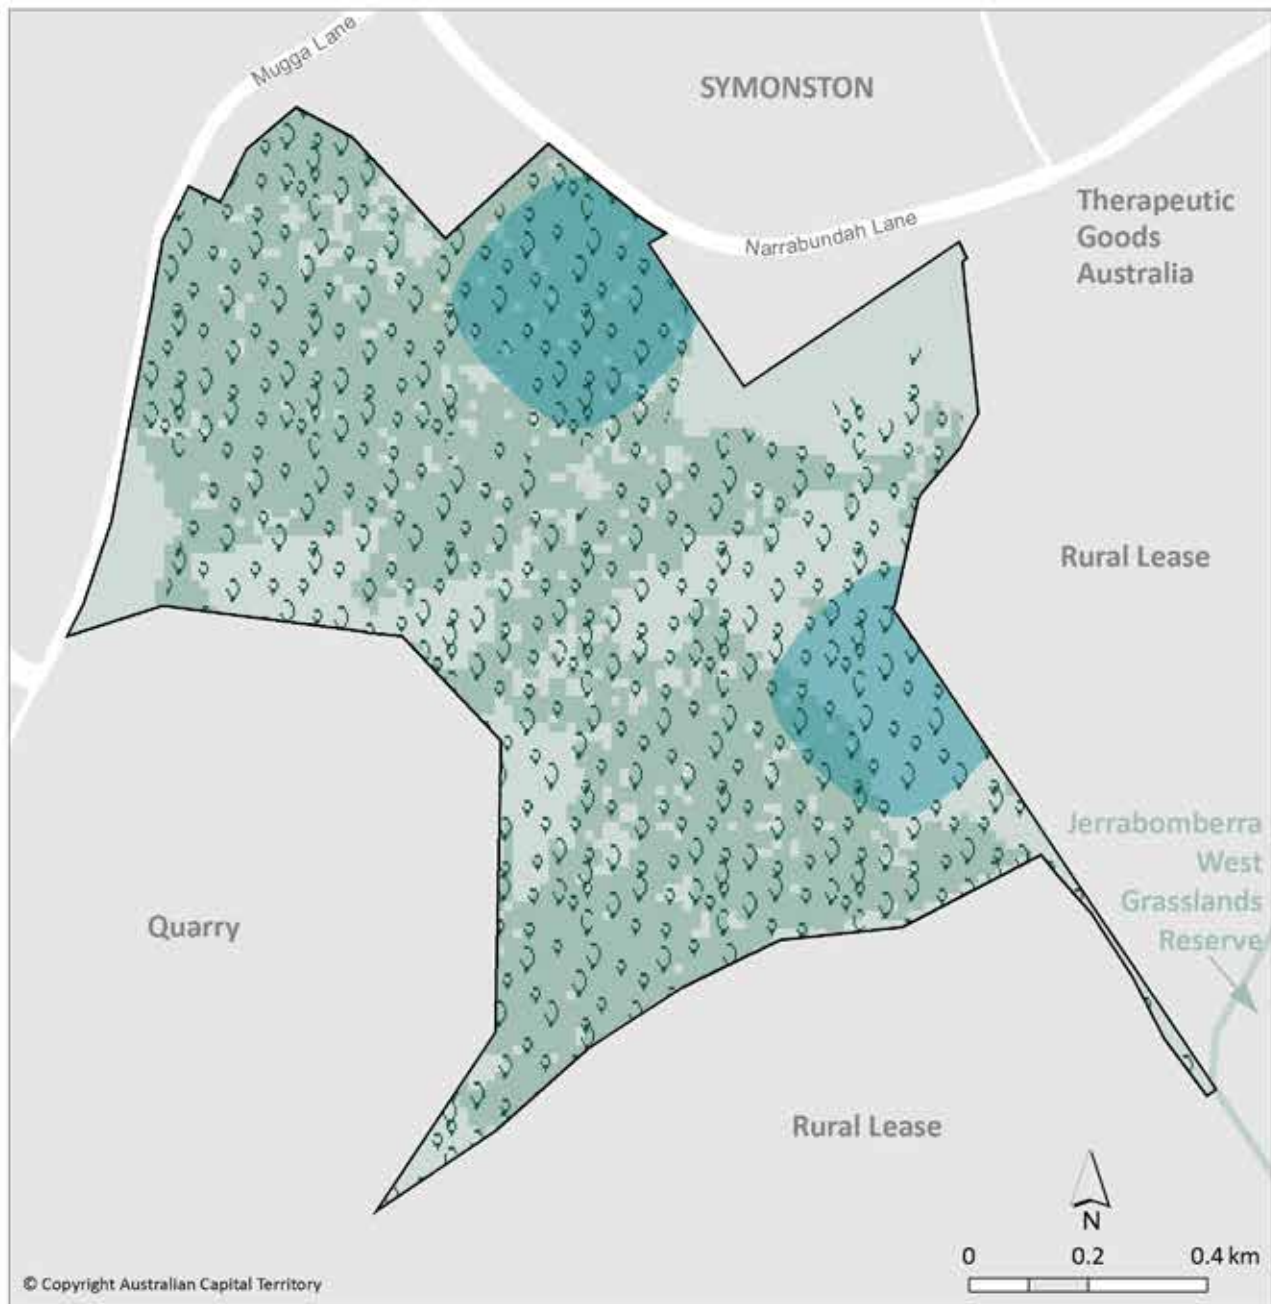 Mugga Lane
SYMONSTON
Therapeutic
Goods
Australia
Narrabundah Lane
Rural Lease
Jerrabomberra
West
Grasslands
Reserve
Quarry
Rural Lease
N
0 0.2 0.4 km
© Copyright Australian Capital Territory